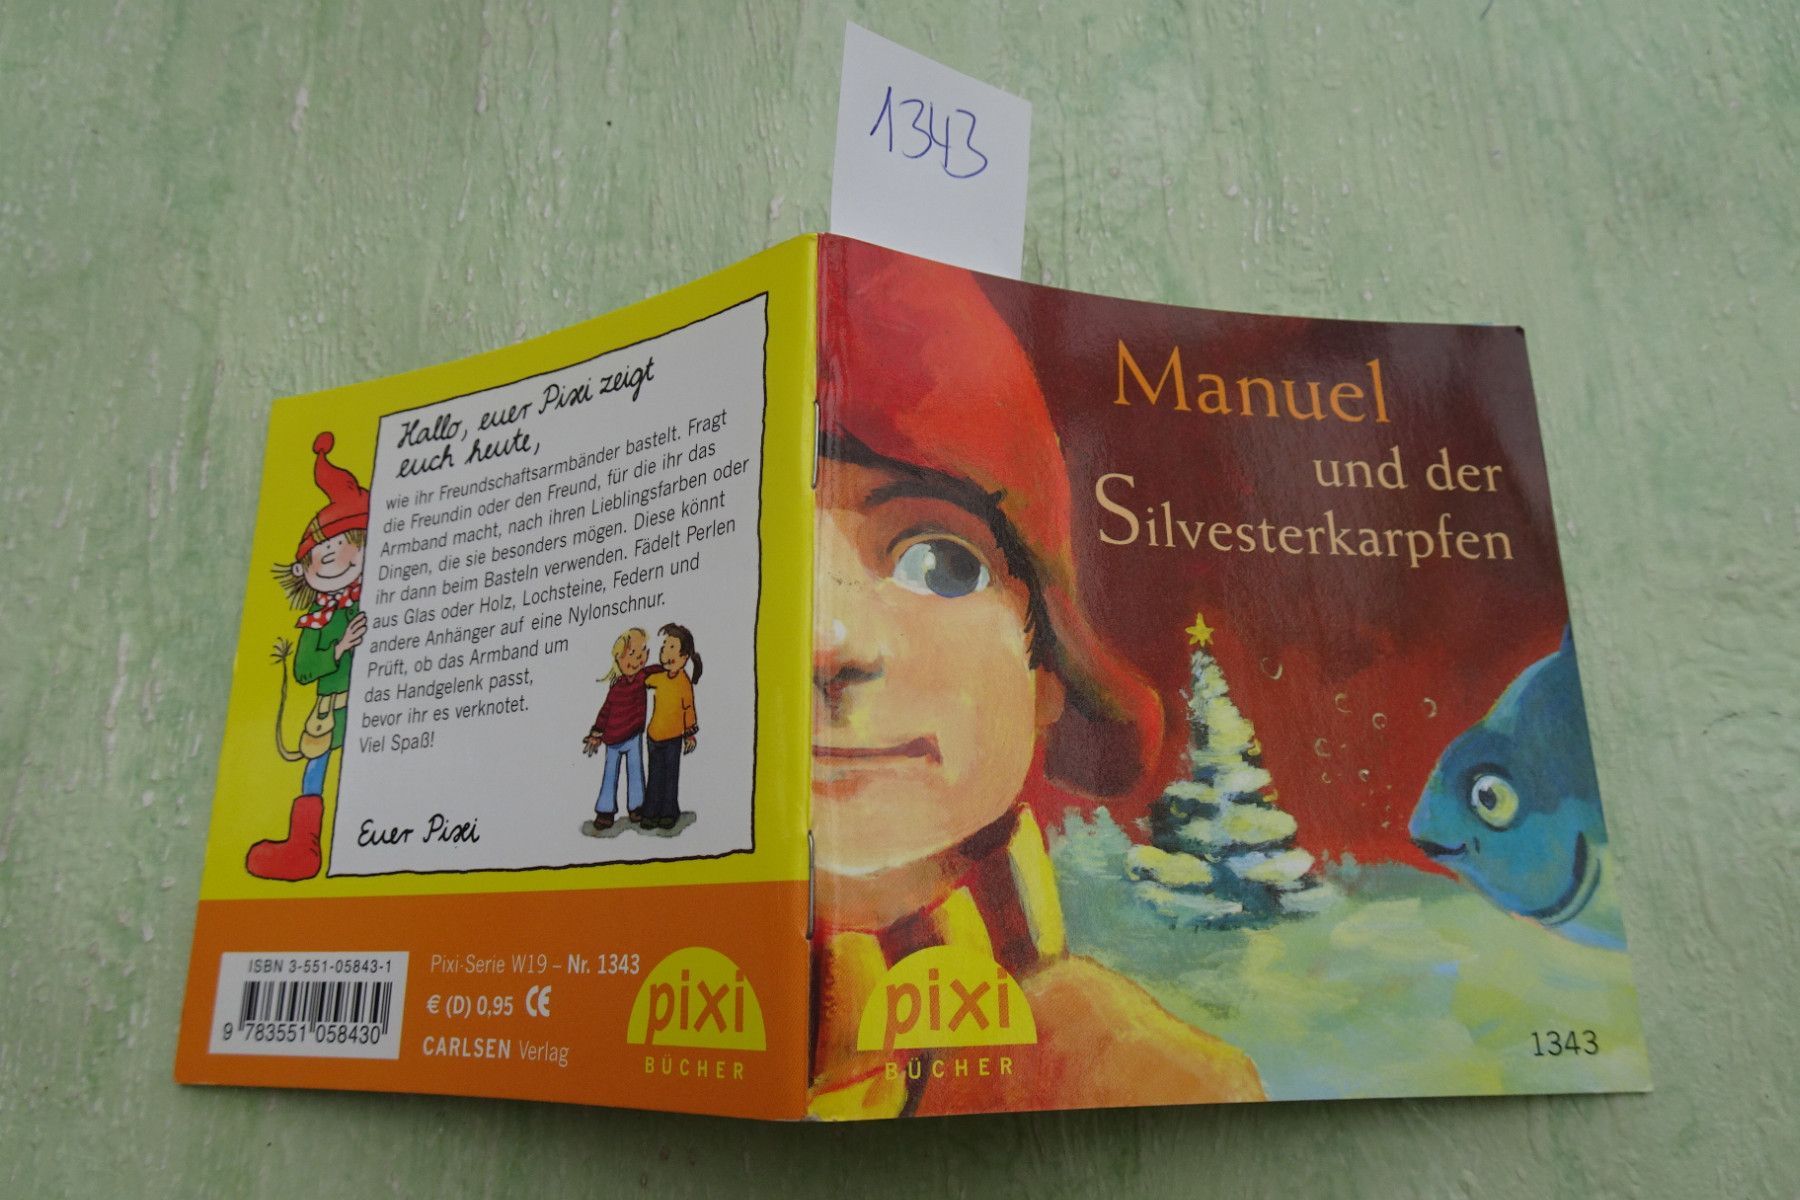 1343
Hallo, euer Pixi zeigt
euch heute,
wie ihr Freundschaftsarmbänder bastelt. Fragt
die Freundin oder den Freund, für die ihr das
Armband macht, nach ihren Lieblingsfarben oder
Dingen, die sie besonders mögen. Diese könnt
ihr dann beim Basteln verwenden. Fädelt Perlen
aus Glas oder Holz, Lochsteine, Federn und
andere Anhänger auf eine Nylonschnur.
Prüft, ob das Armband um
das Handgelenk passt,
bevor ihr es verknotet.
Viel Spaß!
Euer Pixi
ISBN 3-551-05843-1
9 783551 058430
Pixi-Serie W19 – Nr. 1343
€ (D) 0,95 CE
CARLSEN Verlag
pixi
BÜCHER
Manuel
und der
Silvesterkarpfen
pixi
BÜCHER
1343